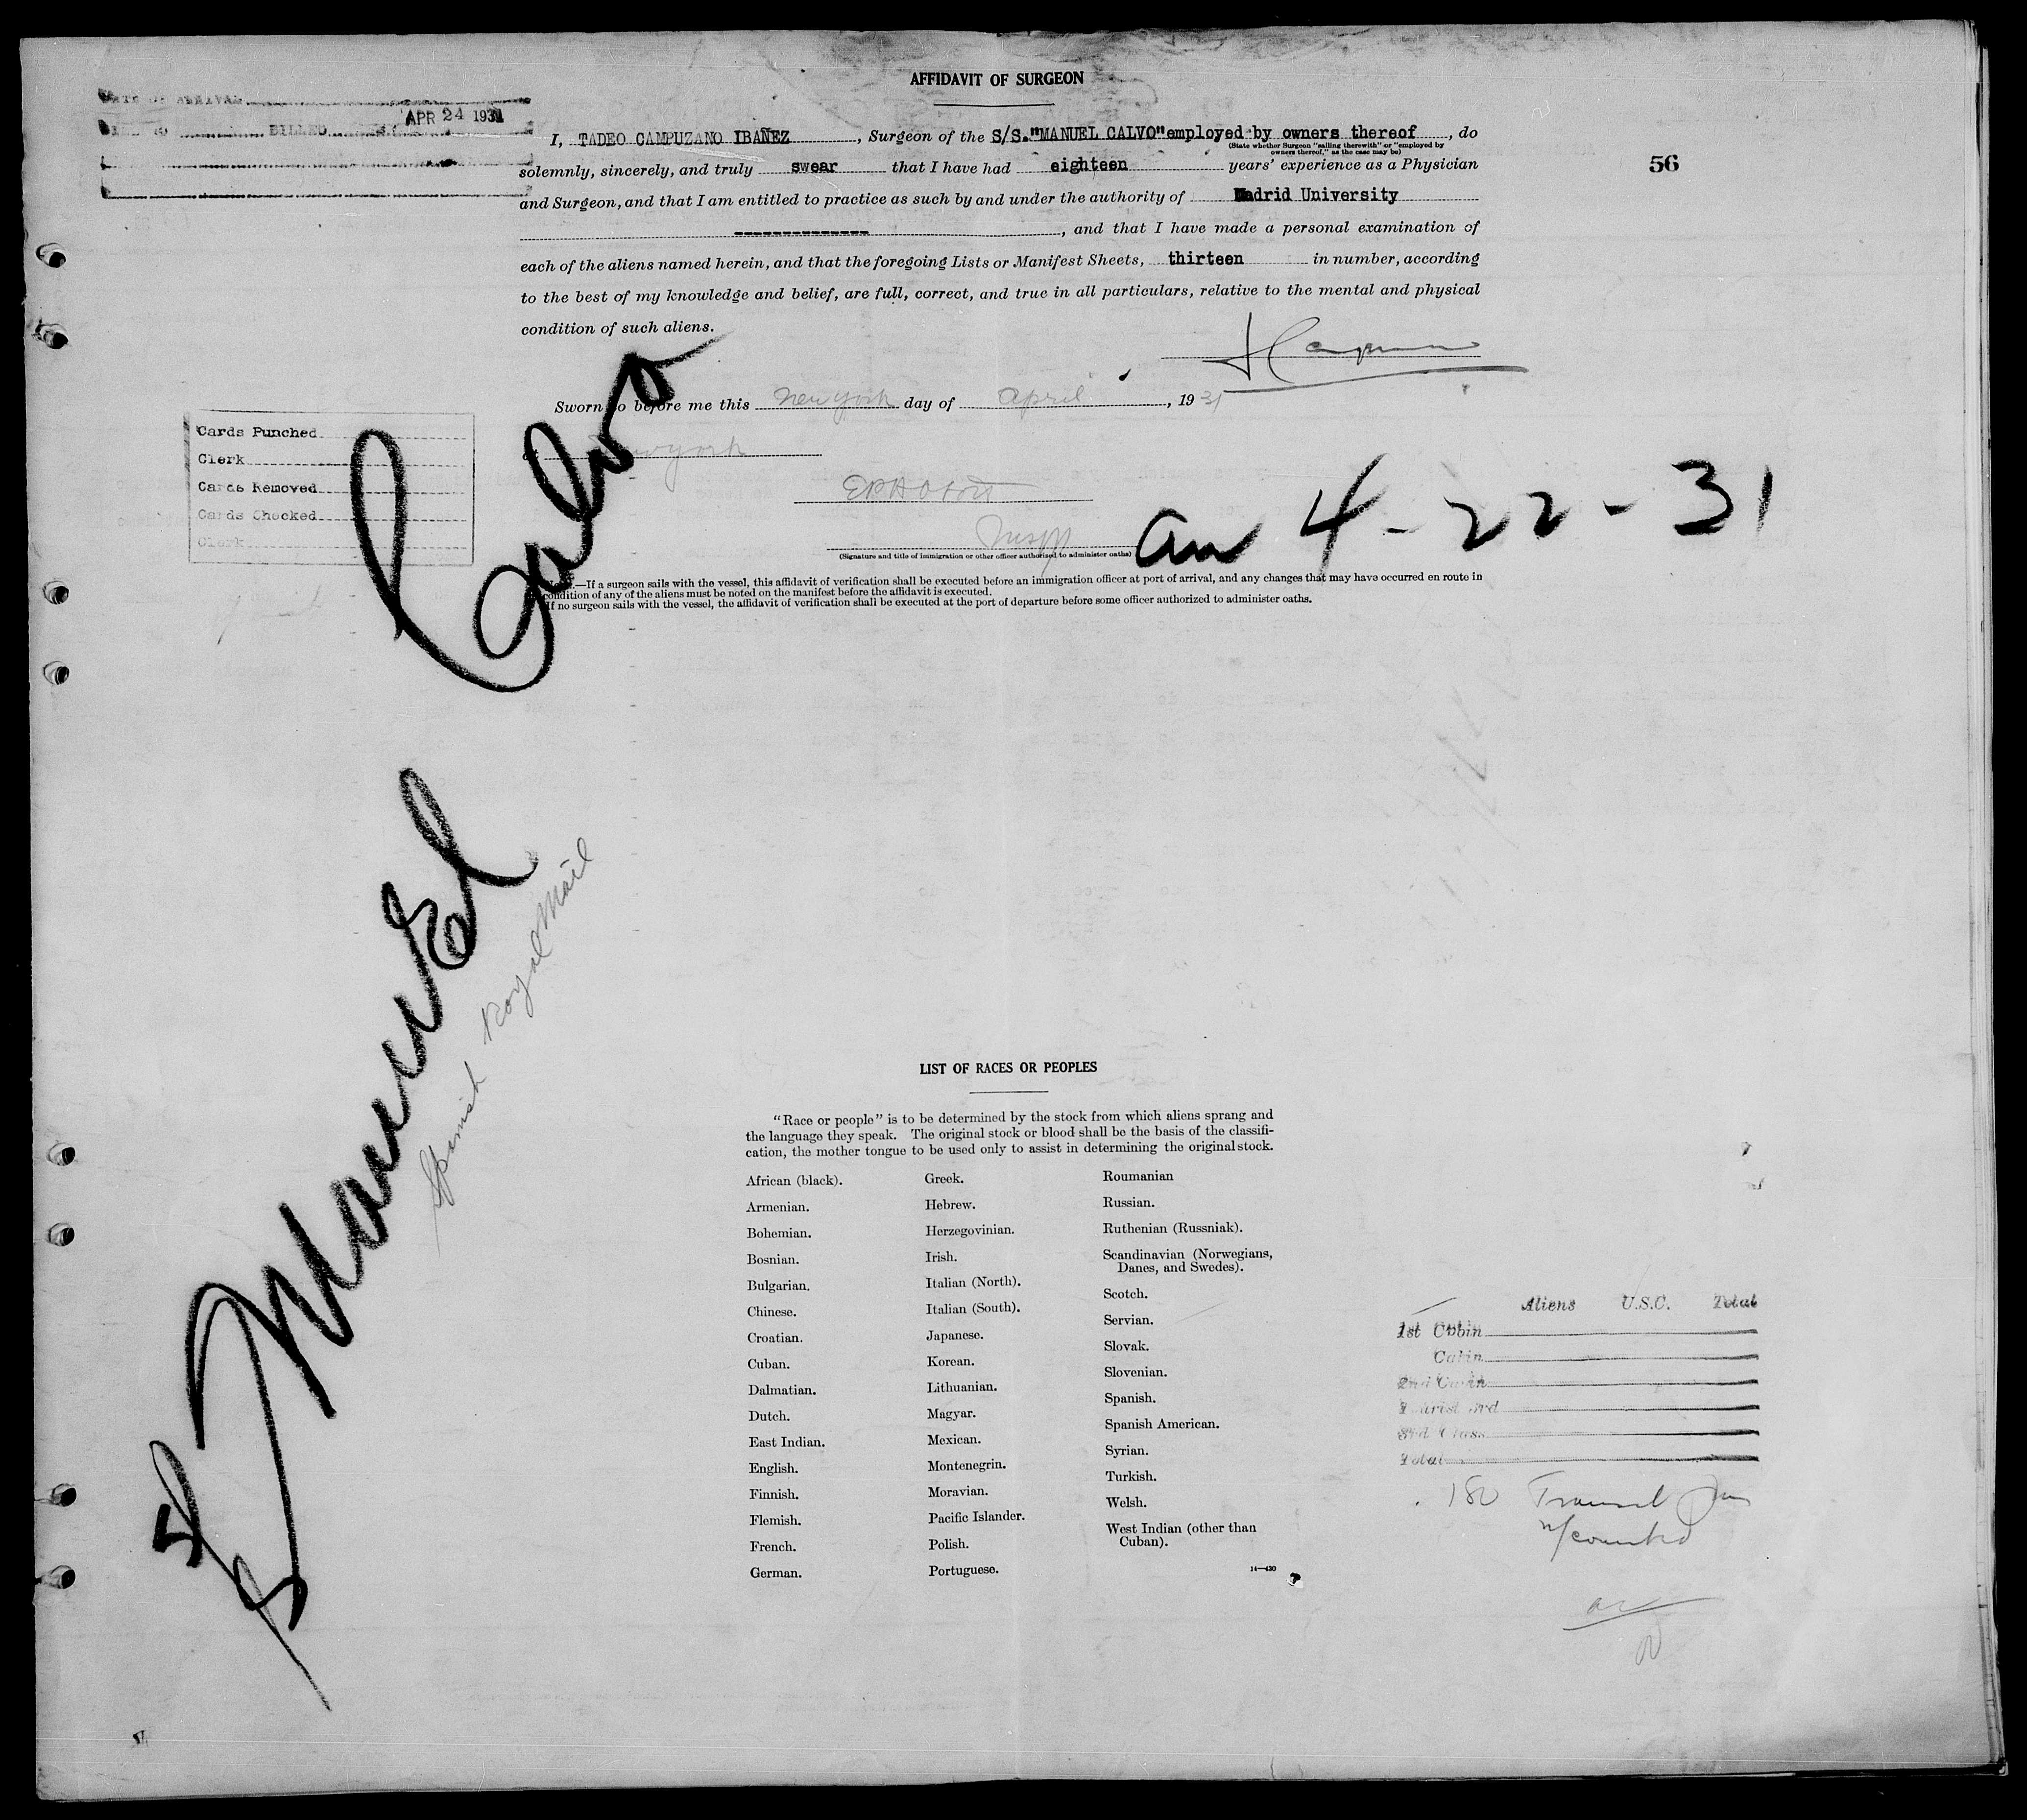 AFFIDAVIT OF SURGEON
DATE OF ARRIVAL
APR 24 1931
BILLED
56
I, TADEO CAMPUZANO IBAÑEZ, Surgeon of the S/S."MANUEL CALVO" employed by owners thereof, do
(State whether Surgeon "sailing therewith" or "employed by
owners thereof," as the case may be)
solemnly, sincerely, and truly swear that I have had eighteen years' experience as a Physician
and Surgeon, and that I am entitled to practice as such by and under the authority of Madrid University
--------------, and that I have made a personal examination of
each of the aliens named herein, and that the foregoing Lists or Manifest Sheets, thirteen in number, according
to the best of my knowledge and belief, are full, correct, and true in all particulars, relative to the mental and physical
condition of such aliens.
Sworn to before me this New York day of April, 1931
(Signature and title of immigration or other officer authorized to administer oaths)
4-22-31
Cards Punched
Clerk
Cards Removed
Cards Checked
Clerk
—If a surgeon sails with the vessel, this affidavit of verification shall be executed before an immigration officer at port of arrival, and any changes that may have occurred en route in
condition of any of the aliens must be noted on the manifest before the affidavit is executed.
If no surgeon sails with the vessel, the affidavit of verification shall be executed at the port of departure before some officer authorized to administer oaths.
SS Manuel Calvo
Spanish Royal Mail
LIST OF RACES OR PEOPLES
"Race or people" is to be determined by the stock from which aliens sprang and
the language they speak. The original stock or blood shall be the basis of the classifi-
cation, the mother tongue to be used only to assist in determining the original stock.
African (black).
Armenian.
Bohemian.
Bosnian.
Bulgarian.
Chinese.
Croatian.
Cuban.
Dalmatian.
Dutch.
East Indian.
English.
Finnish.
Flemish.
French.
German.
Greek.
Hebrew.
Herzegovinian.
Irish.
Italian (North).
Italian (South).
Japanese.
Korean.
Lithuanian.
Magyar.
Mexican.
Montenegrin.
Moravian.
Pacific Islander.
Polish.
Portuguese.
Roumanian
Russian.
Ruthenian (Russniak).
Scandinavian (Norwegians,
Danes, and Swedes).
Scotch.
Servian.
Slovak.
Slovenian.
Spanish.
Spanish American.
Syrian.
Turkish.
Welsh.
West Indian (other than
Cuban).
14—430
Aliens U.S.C. Total
1st Cabin
Cabin
2nd Cabin
Tourist 3rd
3rd Class
Total
180